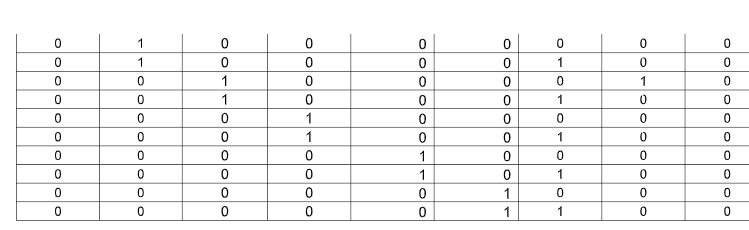 0 1 0 0 0 0 0 0 0
0 1 0 0 0 0 1 0 0
0 0 1 0 0 0 0 1 0
0 0 1 0 0 0 1 0 0
0 0 0 1 0 0 0 0 0
0 0 0 1 0 0 1 0 0
0 0 0 0 1 0 0 0 0
0 0 0 0 1 0 1 0 0
0 0 0 0 0 1 0 0 0
0 0 0 0 0 1 1 0 0